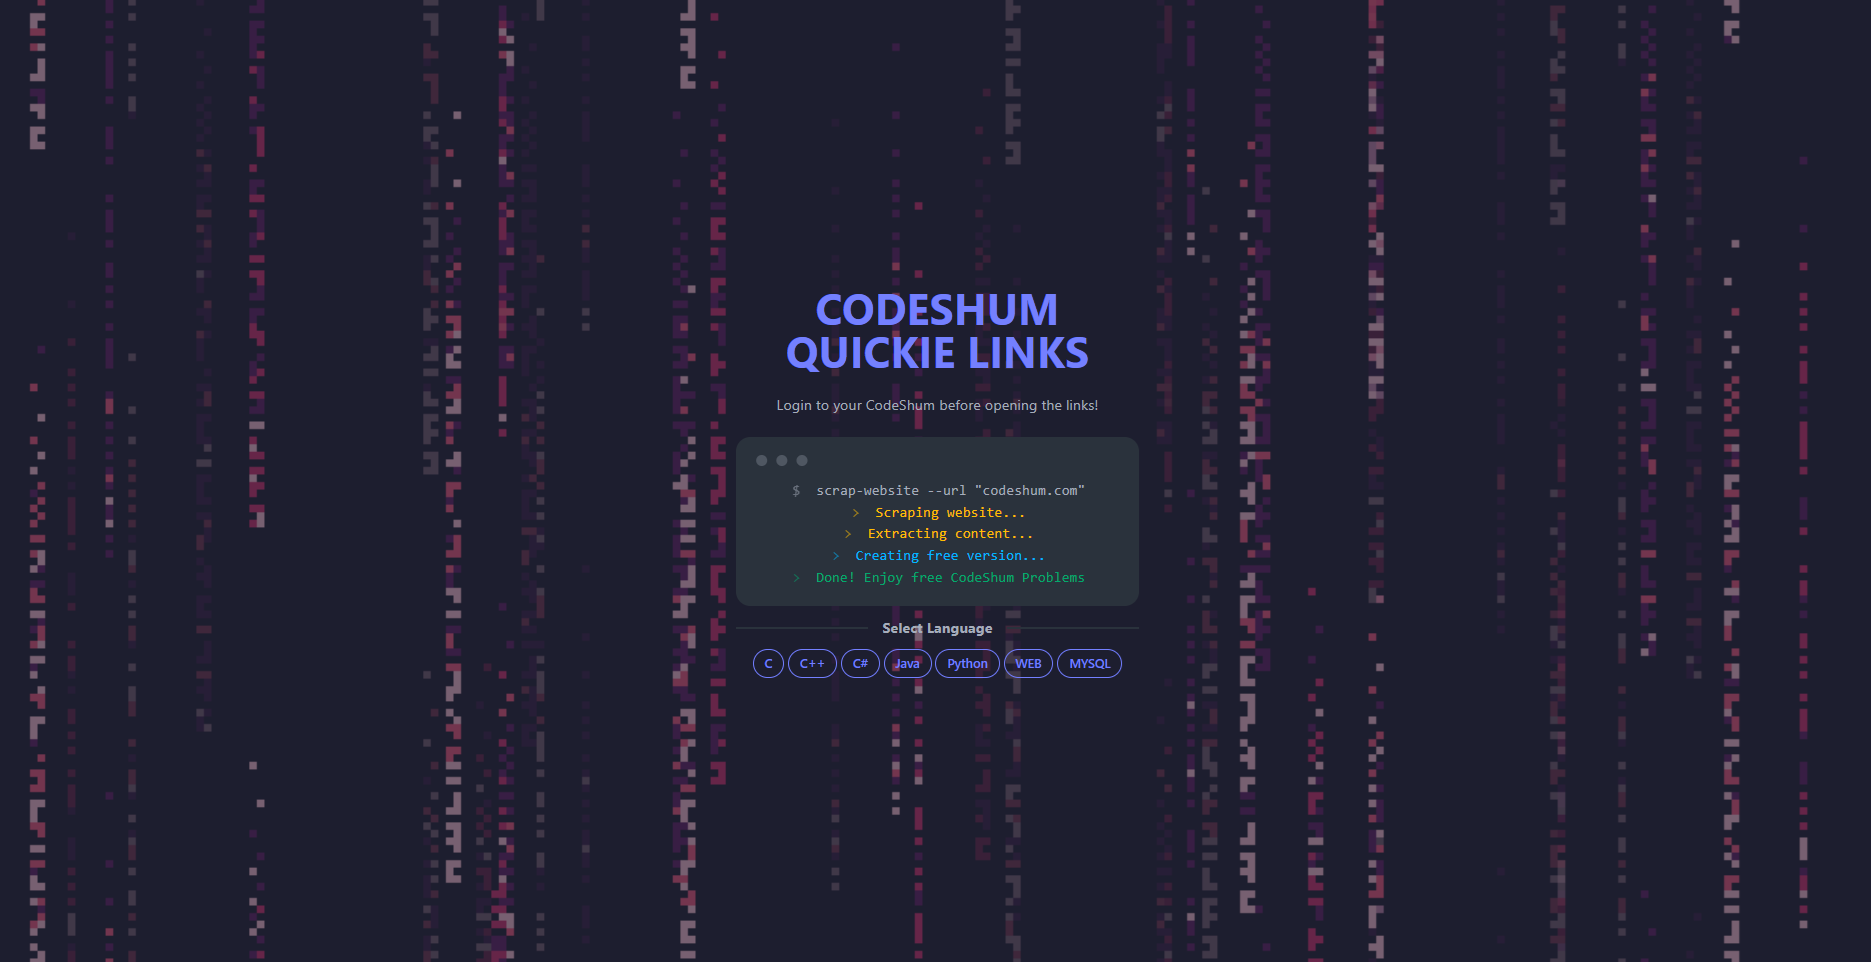 CODESHUM
QUICKIE LINKS
Login to your CodeShum before opening the links!
$ scrap-website --url "codeshum.com"
> Scraping website...
> Extracting content...
> Creating free version...
> Done! Enjoy free CodeShum Problems
Select Language
C C++ C# Java Python WEB MYSQL